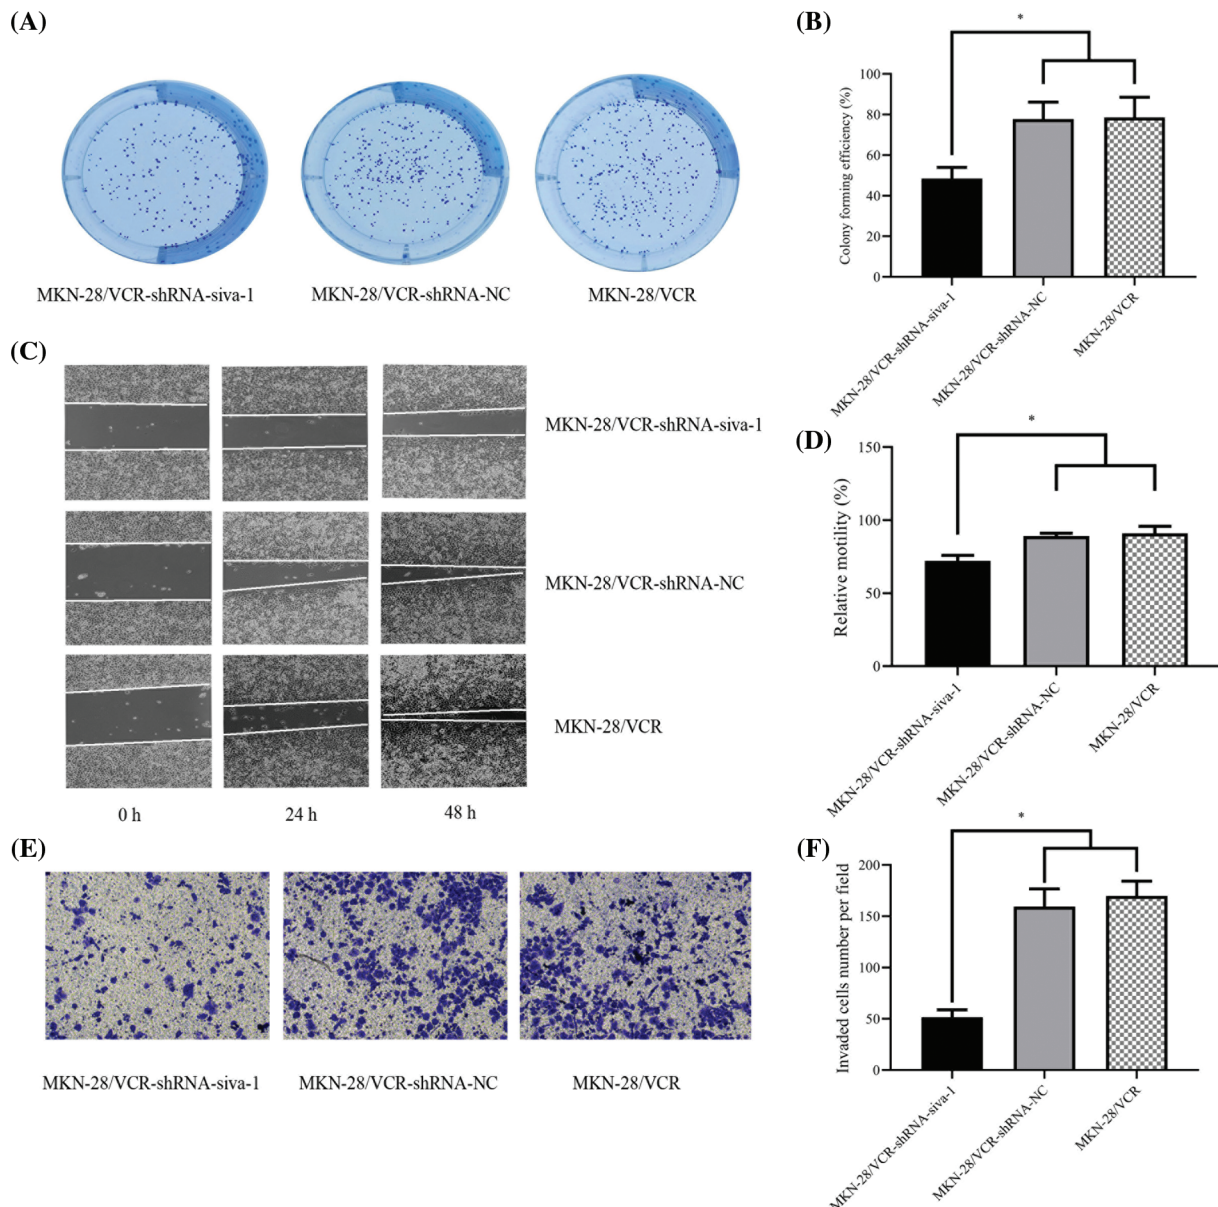 (A)
MKN-28/VCR-shRNA-siva-1
MKN-28/VCR-shRNA-NC
MKN-28/VCR
(B)
*
Colony forming efficiency (%)
100
80
60
40
20
0
MKN-28/VCR-shRNA-siva-1
MKN-28/VCR-shRNA-NC
MKN-28/VCR
(C)
MKN-28/VCR-shRNA-siva-1
MKN-28/VCR-shRNA-NC
MKN-28/VCR
0 h
24 h
48 h
(D)
*
Relative motility (%)
150
100
50
0
MKN-28/VCR-shRNA-siva-1
MKN-28/VCR-shRNA-NC
MKN-28/VCR
(E)
MKN-28/VCR-shRNA-siva-1
MKN-28/VCR-shRNA-NC
MKN-28/VCR
(F)
*
Invaded cells number per field
200
150
100
50
0
MKN-28/VCR-shRNA-siva-1
MKN-28/VCR-shRNA-NC
MKN-28/VCR